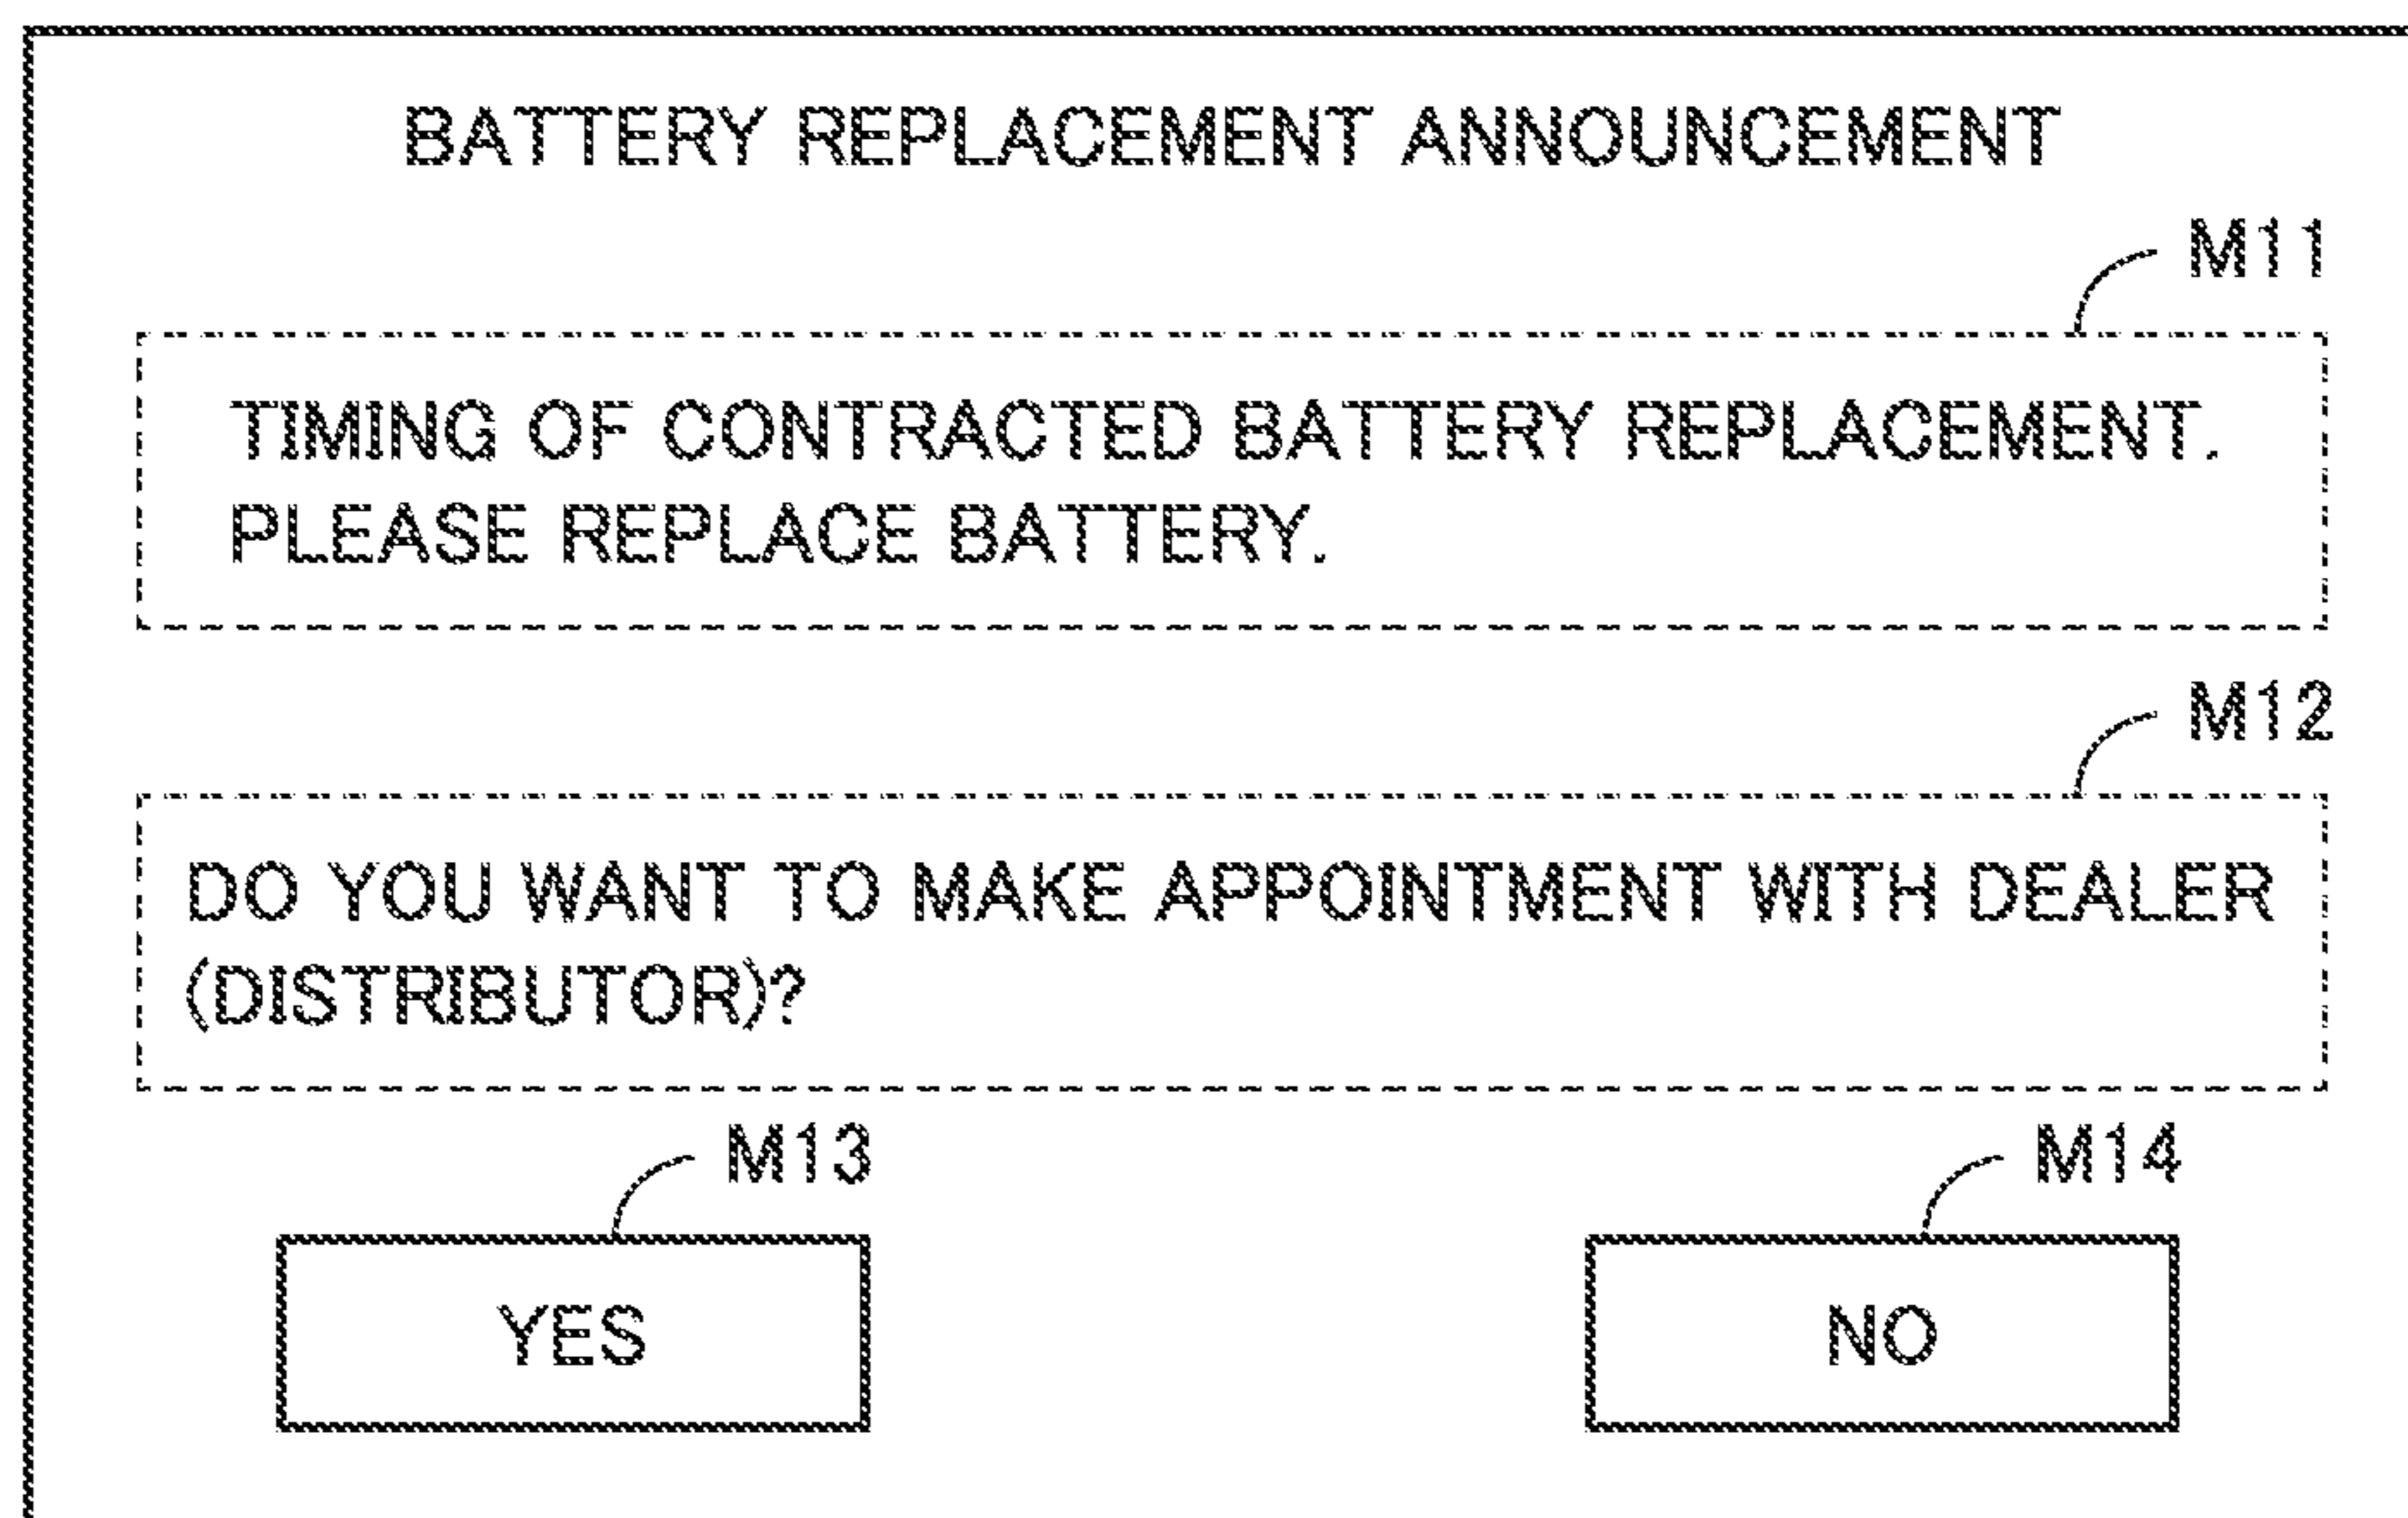 BATTERY REPLACEMENT ANNOUNCEMENT
M11
TIMING OF CONTRACTED BATTERY REPLACEMENT.
PLEASE REPLACE BATTERY.
M12
DO YOU WANT TO MAKE APPOINTMENT WITH DEALER
(DISTRIBUTOR)?
M13
M14
YES
NO